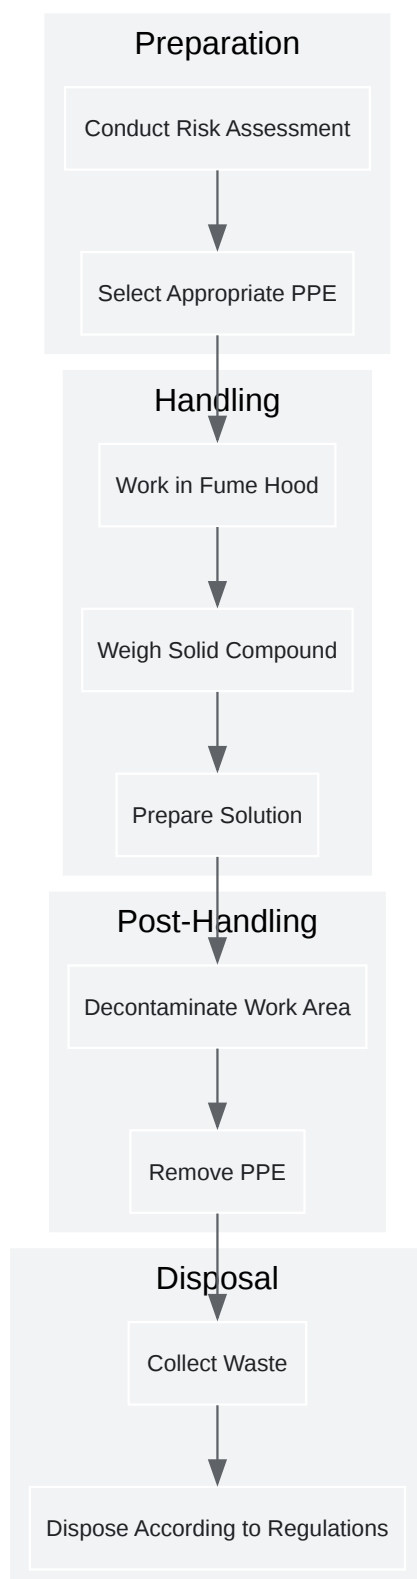 Preparation
Conduct Risk Assessment
Select Appropriate PPE
Handling
Work in Fume Hood
Weigh Solid Compound
Prepare Solution
Post-Handling
Decontaminate Work Area
Remove PPE
Disposal
Collect Waste
Dispose According to Regulations